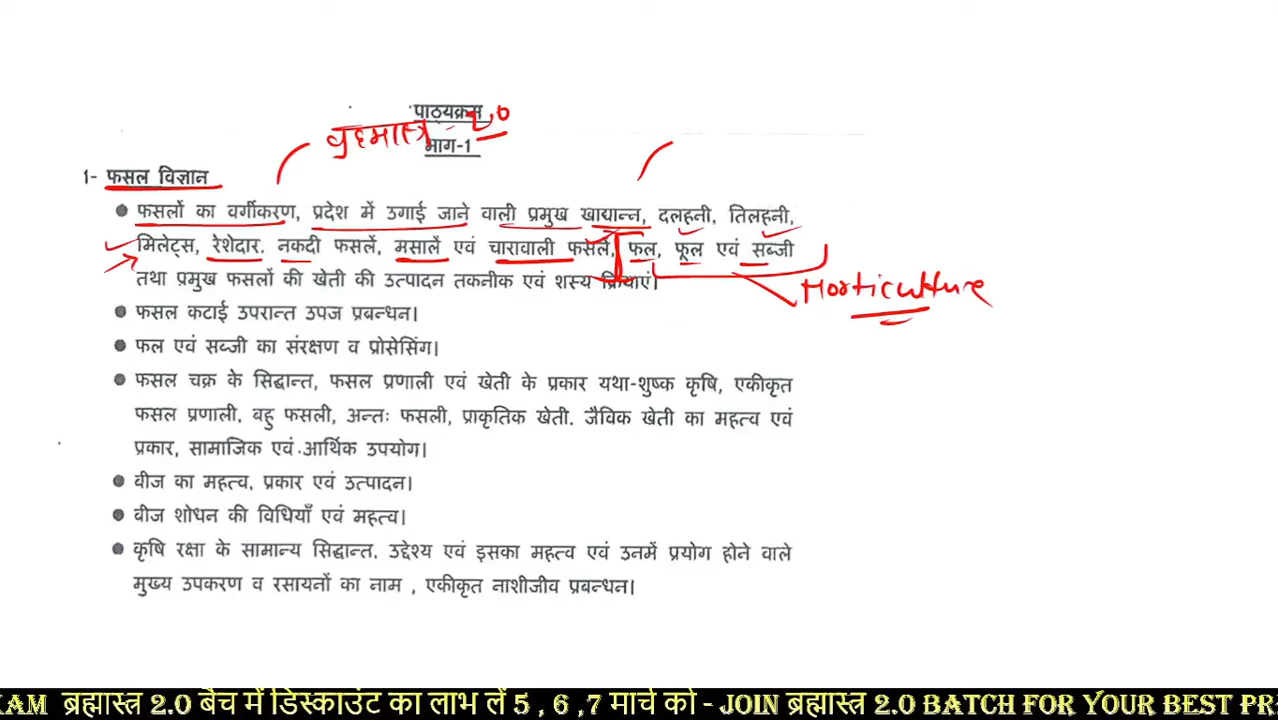 पाठ्यक्रम
ब्रह्मास्त्र - 2.0
भाग-1
1- फसल विज्ञान
● फसलों का वर्गीकरण, प्रदेश में उगाई जाने वाली प्रमुख खाद्यान्न, दलहनी, तिलहनी,
मिलेट्स, रेशेदार. नकदी फसलें, मसालें एवं चारावाली फसलें, फल, फूल एवं सब्जी
तथा प्रमुख फसलों की खेती की उत्पादन तकनीक एवं शस्य क्रियाएं।
Horticulture
● फसल कटाई उपरान्त उपज प्रबन्धन।
● फल एवं सब्जी का संरक्षण व प्रोसेसिंग।
● फसल चक्र के सिद्धान्त, फसल प्रणाली एवं खेती के प्रकार यथा-शुष्क कृषि, एकीकृत
फसल प्रणाली, बहु फसली, अन्तः फसली, प्राकृतिक खेती. जैविक खेती का महत्व एवं
प्रकार, सामाजिक एवं आर्थिक उपयोग।
● बीज का महत्व, प्रकार एवं उत्पादन।
● बीज शोधन की विधियाँ एवं महत्व।
● कृषि रक्षा के सामान्य सिद्धान्त. उद्देश्य एवं इसका महत्व एवं उनमें प्रयोग होने वाले
मुख्य उपकरण व रसायनों का नाम , एकीकृत नाशीजीव प्रबन्धन।
XAM ब्रह्मास्त्र 2.0 बैच में डिस्काउंट का लाभ लें 5 , 6 ,7 मार्च को - JOIN ब्रह्मास्त्र 2.0 BATCH FOR YOUR BEST PR